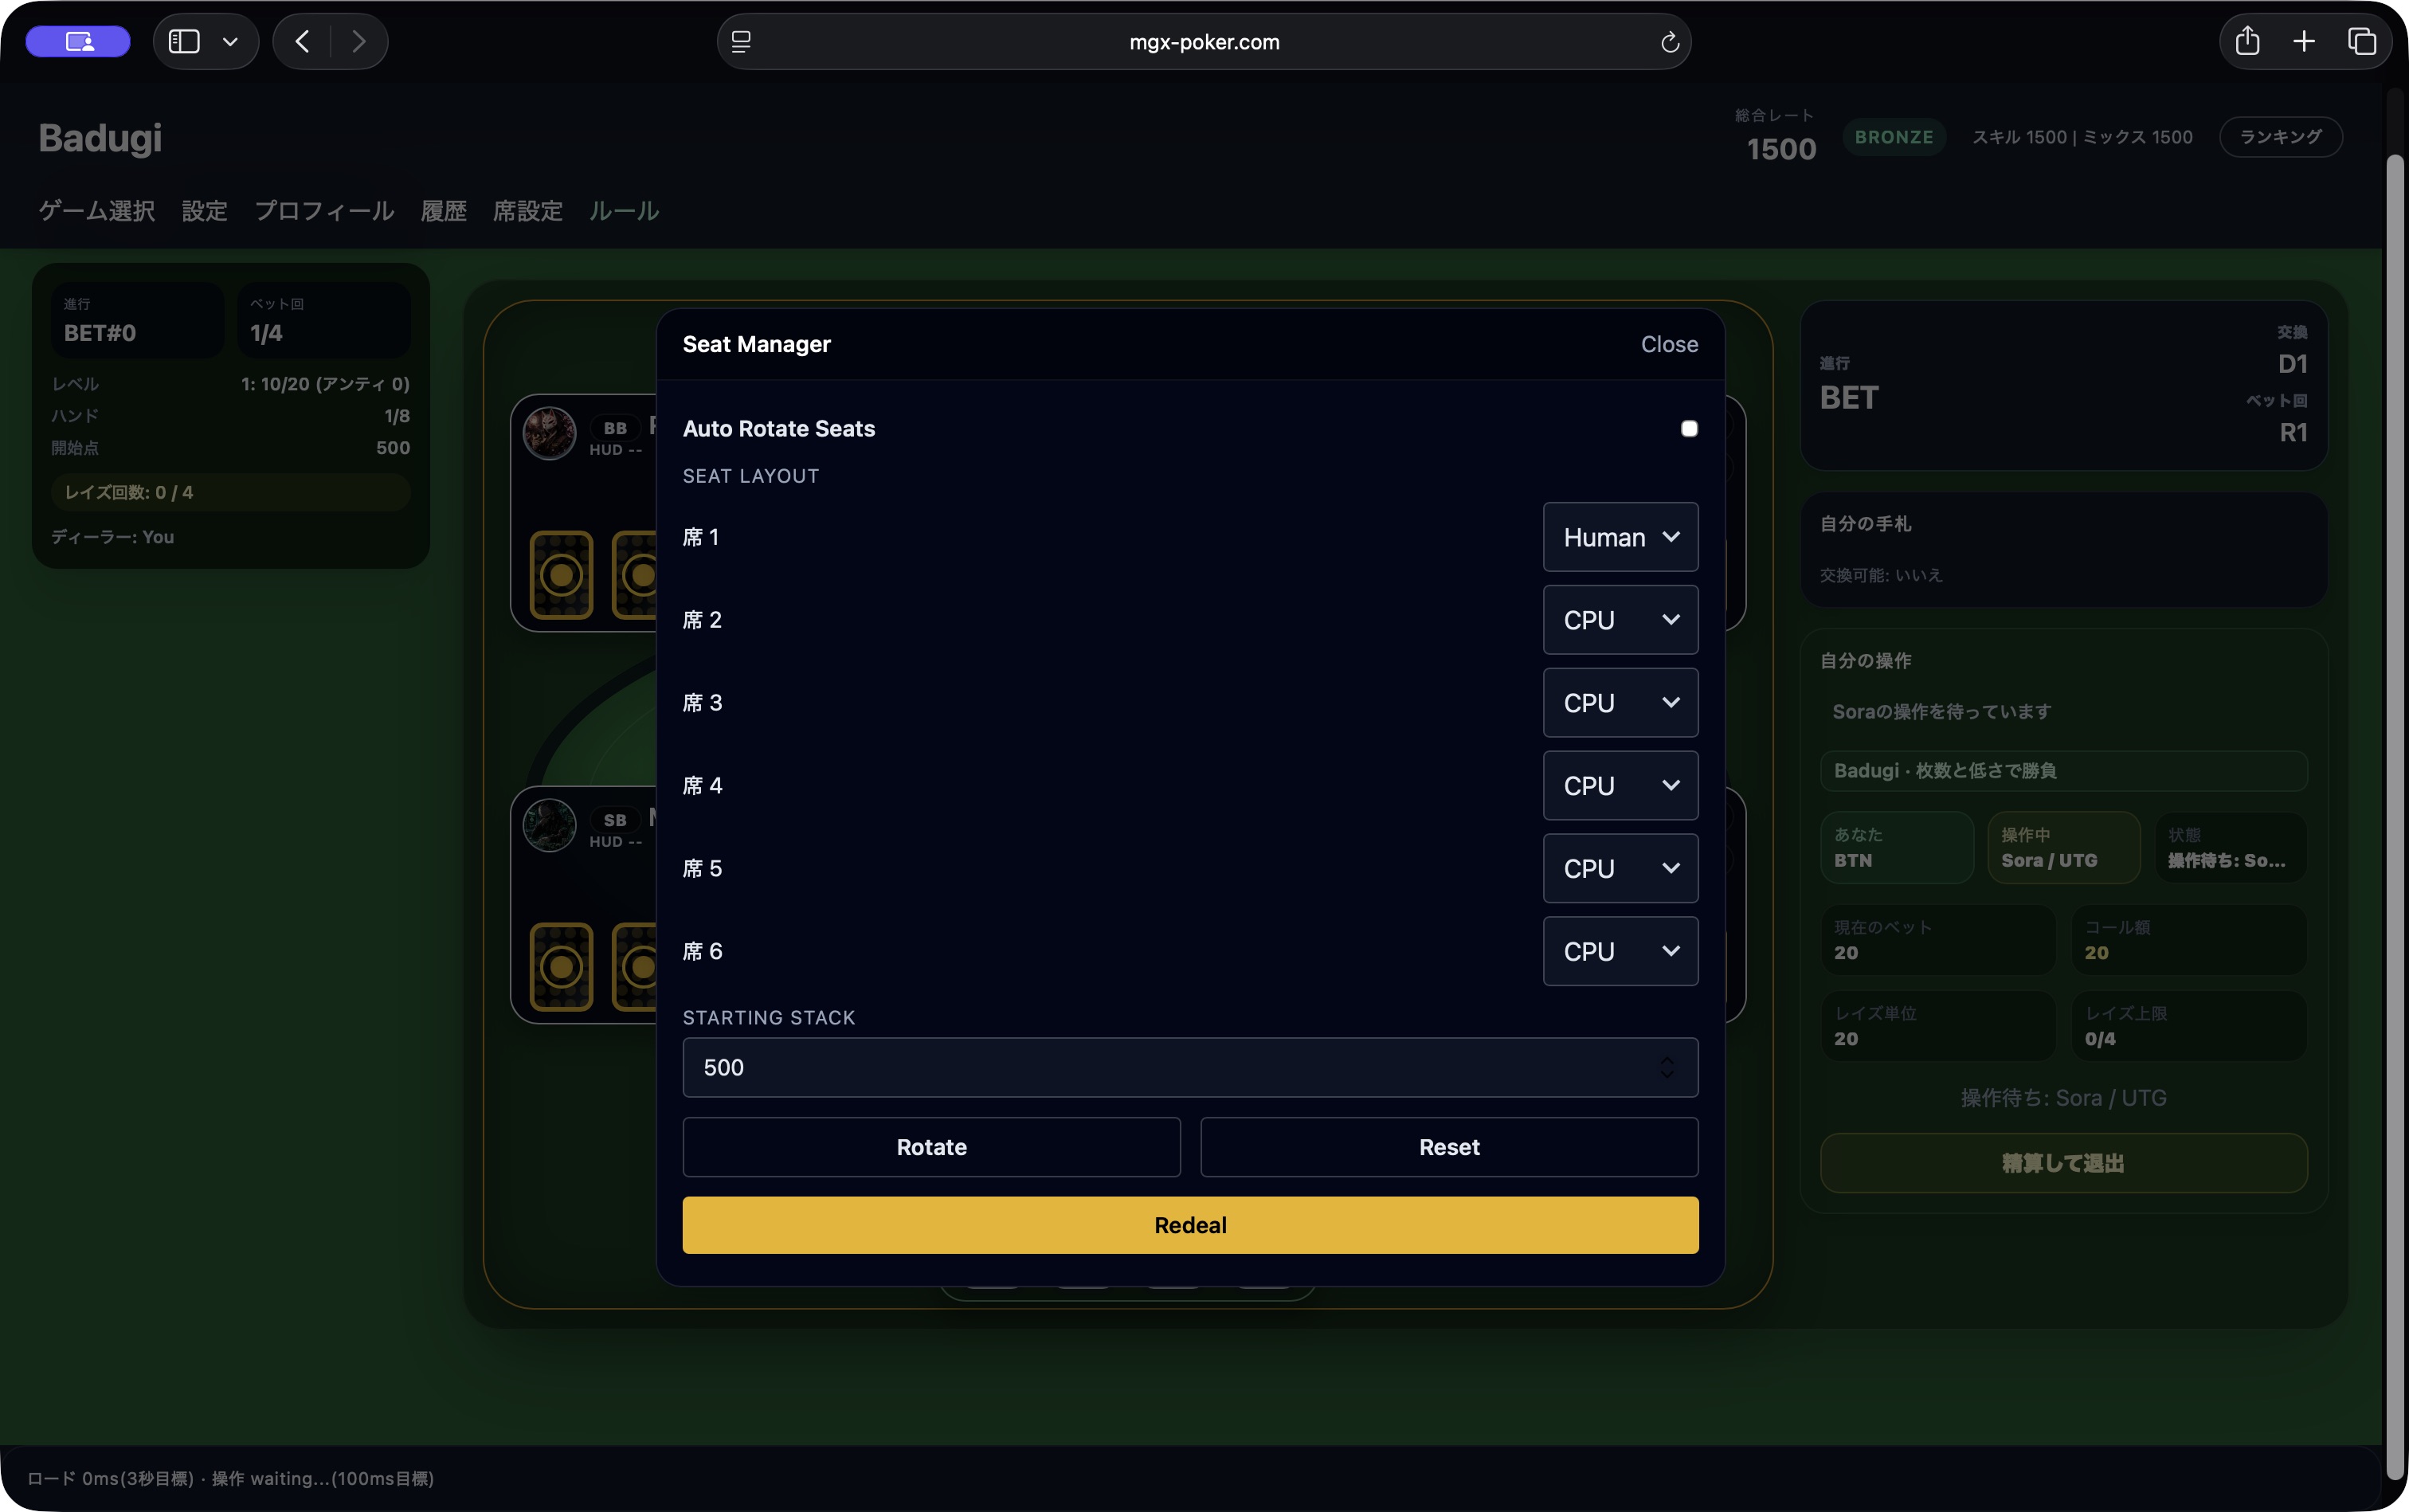 mgx-poker.com
Badugi
総合レート
1500
BRONZE
スキル 1500 | ミックス 1500
ランキング
ゲーム選択
設定
プロフィール
履歴
席設定
ルール
進行
BET#0
ベット回
1/4
レベル
1: 10/20 (アンティ 0)
ハンド
1/8
開始点
500
レイズ回数: 0 / 4
ディーラー: You
BB
HUD --
SB
HUD --
Seat Manager
Close
Auto Rotate Seats
SEAT LAYOUT
席 1
Human
席 2
CPU
席 3
CPU
席 4
CPU
席 5
CPU
席 6
CPU
STARTING STACK
500
Rotate
Reset
Redeal
進行
BET
交換
D1
ベット回
R1
自分の手札
交換可能: いいえ
自分の操作
Soraの操作を待っています
Badugi · 枚数と低さで勝負
あなた
BTN
操作中
Sora / UTG
状態
操作待ち: So...
現在のベット
20
コール額
20
レイズ単位
20
レイズ上限
0/4
操作待ち: Sora / UTG
精算して退出
ロード 0ms(3秒目標) · 操作 waiting...(100ms目標)